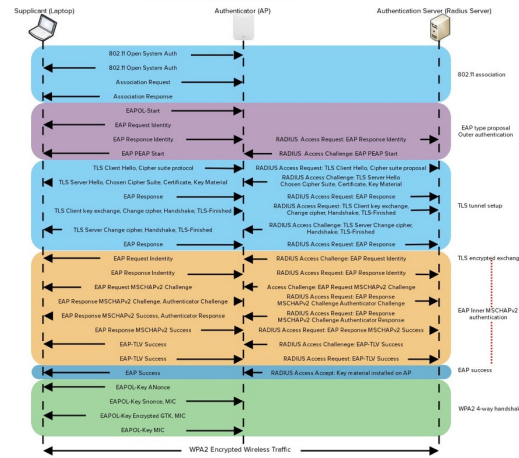 Supplicant (Laptop)
Authenticator (AP)
Authentication Server (Radius Server)
802.11 Open System Auth
802.11 Open System Auth
Association Request
Association Response
802.11 association
EAPOL-Start
EAP Request Identity
EAP Response Identity
RADIUS Access Request: EAP Response Identity
EAP PEAP Start
RADIUS Access Challenge: EAP PEAP Start
EAP type proposal
Outer authentication
TLS Client Hello, Cipher suite protocol
RADIUS Access Request: TLS Client Hello, Cipher suite proposal
TLS Server Hello, Chosen Cipher Suite, Certificate, Key Material
RADIUS Access Challenge: TLS Server Hello
Chosen Cipher Suite, Certificate, Key Material
EAP Response
RADIUS Access Request: EAP Response
TLS Client key exchange, Change cipher, Handshake, TLS-Finished
RADIUS Access Request: TLS Client key exchange,
Change cipher, Handshake, TLS-Finished
TLS Server Change cipher, Handshake, TLS-Finished
RADIUS Access Challenge: TLS Server Change cipher,
Handshake, TLS-Finished
EAP Response
RADIUS Access Request: EAP Response
TLS tunnel setup
EAP Request Indentity
RADIUS Access Challenge: EAP Request Identity
TLS encrypted exchang
EAP Response Indentity
RADIUS Access Request: EAP Response Identity
EAP Request MSCHAPv2 Challenge
Access Challenge: EAP Request MSCHAPv2 Challenge
EAP Response MSCHAPv2 Challenge, Authenticator Challenge
RADIUS Access Request: EAP Response
MSCHAPv2 Challenge Authenticator Challenge
EAP Request MSCHAPv2 Success, Authenticator Response
RADIUS Access Request: EAP Response
MSCHAPv2 Challenge Authenticator Response
EAP Response MSCHAPv2 Success
RADIUS Access Request: EAP Response MSCHAPv2 Success
EAP-TLV Success
RADIUS Access Challeenge: EAP-TLV Success
EAP-TLV Success
RADIUS Access Request: EAP-TLV Success
EAP Inner MSCHAPv2
authentication
EAP Success
RADIUS Access Accept: Key material installed on AP
EAP success
EAPOL-Key ANonce
EAPOL-Key Snonce, MIC
EAPOL-Key Encrypted GTK, MIC
EAPOL-Key MIC
WPA2 4-way handshak
WPA2 Encrypted Wireless Traffic